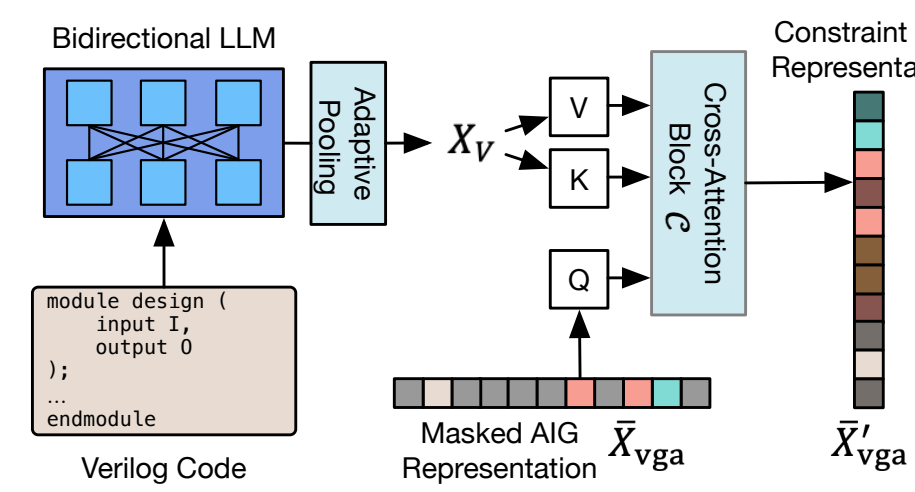 Bidirectional LLM
Adaptive
Pooling
X_V
V
K
Q
Cross-Attention
Block 𝒞
Constraint
Representa
module design (
    input I,
    output O
);
...
endmodule
Verilog Code
Masked AIG
Representation
X̄_vga
X̄′_vga